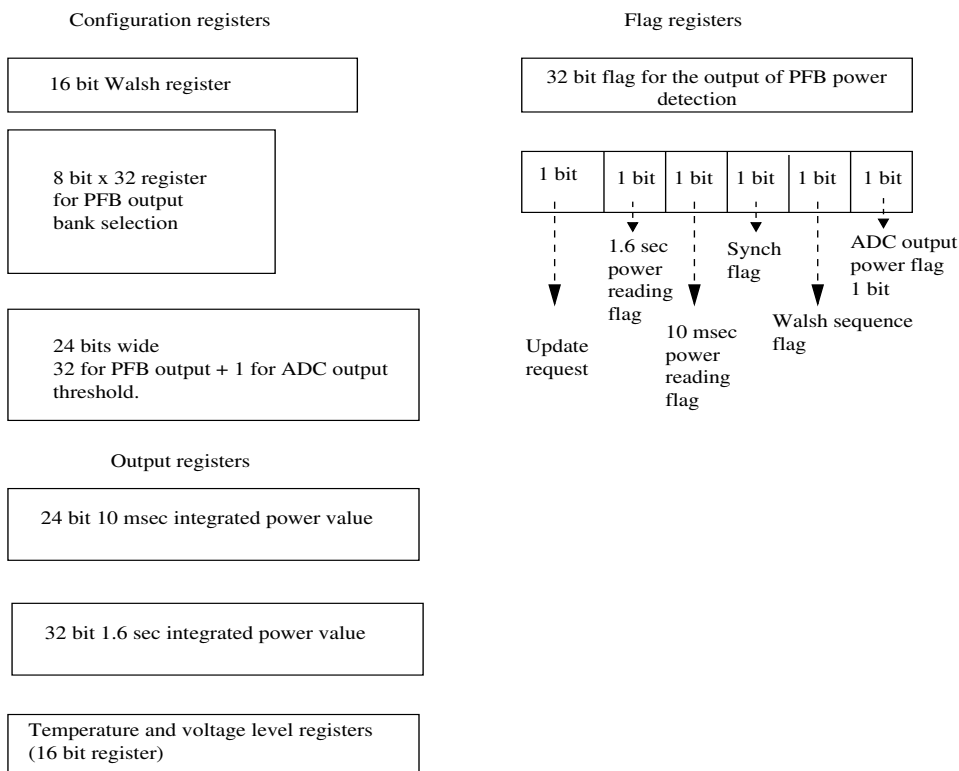 Configuration registers
16 bit Walsh register
8 bit x 32 register
for PFB output
bank selection
24 bits wide
32 for PFB output + 1 for ADC output
threshold.
Output registers
24 bit 10 msec integrated power value
32 bit 1.6 sec integrated power value
Temperature and voltage level registers
(16 bit register)
Flag registers
32 bit flag for the output of PFB power
detection
1 bit
1 bit
1 bit
1 bit
1 bit
1 bit
Update
request
1.6 sec
power
reading
flag
10 msec
power
reading
flag
Synch
flag
Walsh sequence
flag
ADC output
power flag
1 bit